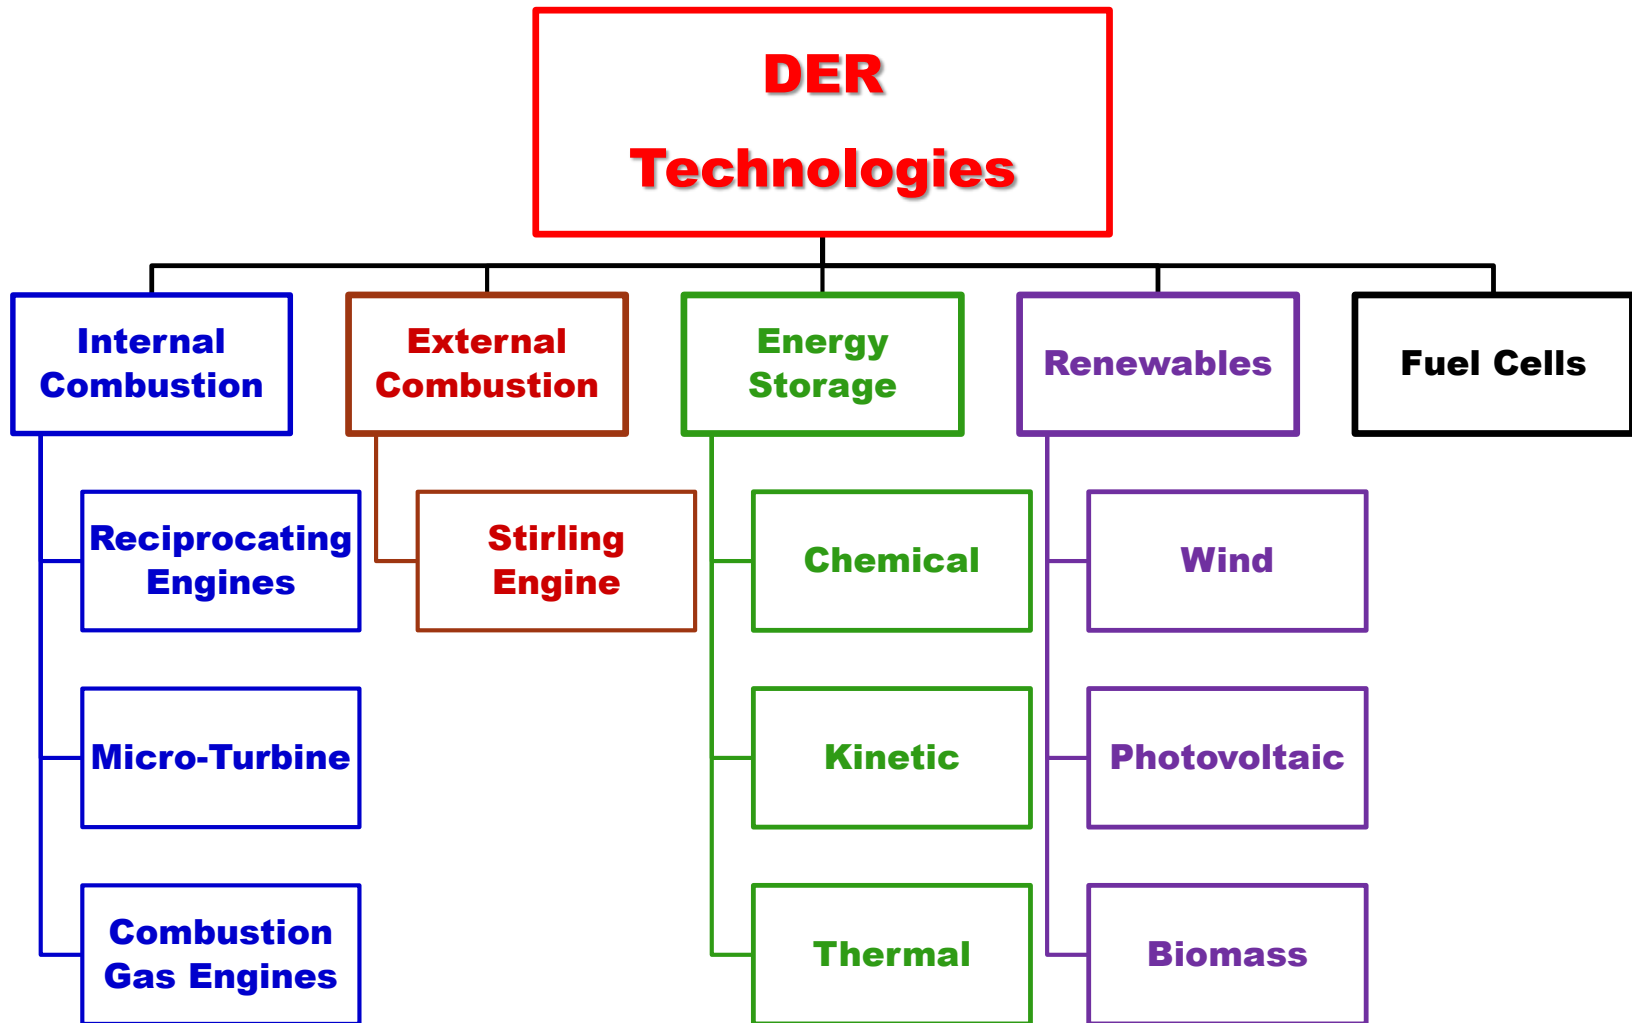 DER
Technologies
Internal
Combustion
External
Combustion
Energy
Storage
Renewables
Fuel Cells
Reciprocating
Engines
Stirling
Engine
Chemical
Wind
Micro-Turbine
Kinetic
Photovoltaic
Combustion
Gas Engines
Thermal
Biomass